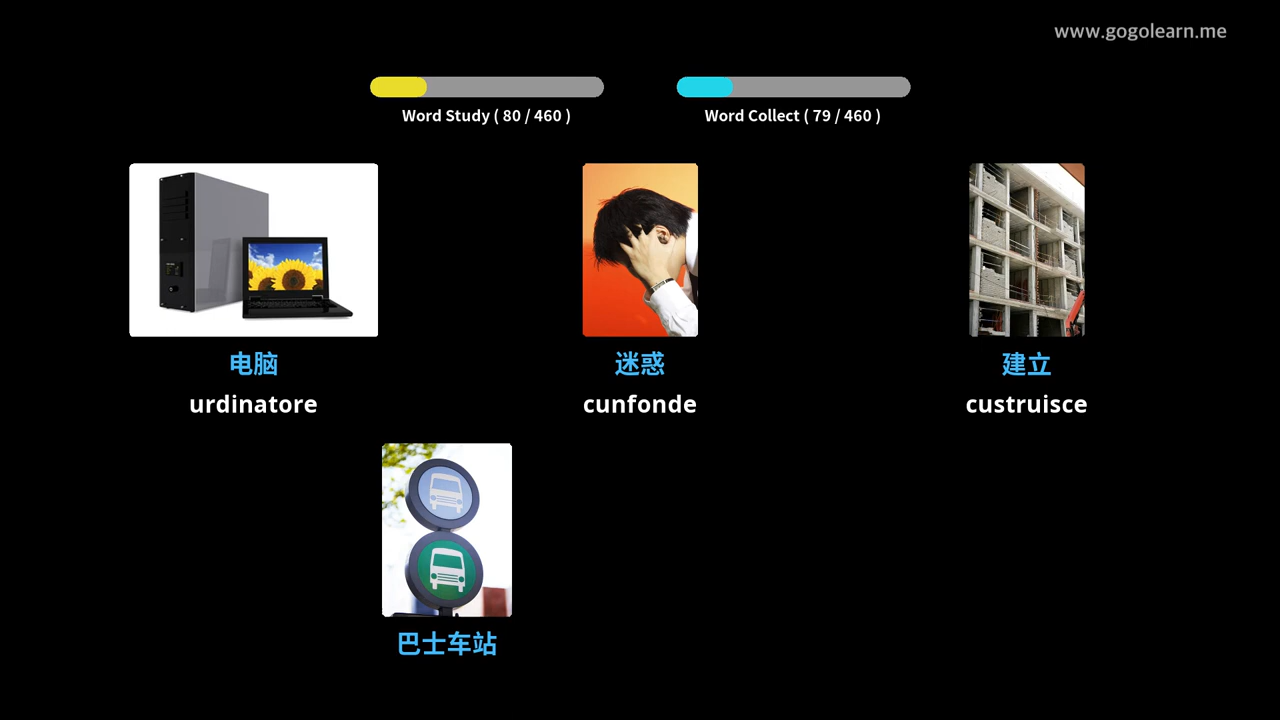 www.gogolearn.me
Word Study ( 80 / 460 )
Word Collect ( 79 / 460 )
电脑
urdinatore
迷惑
cunfonde
建立
custruisce
巴士车站